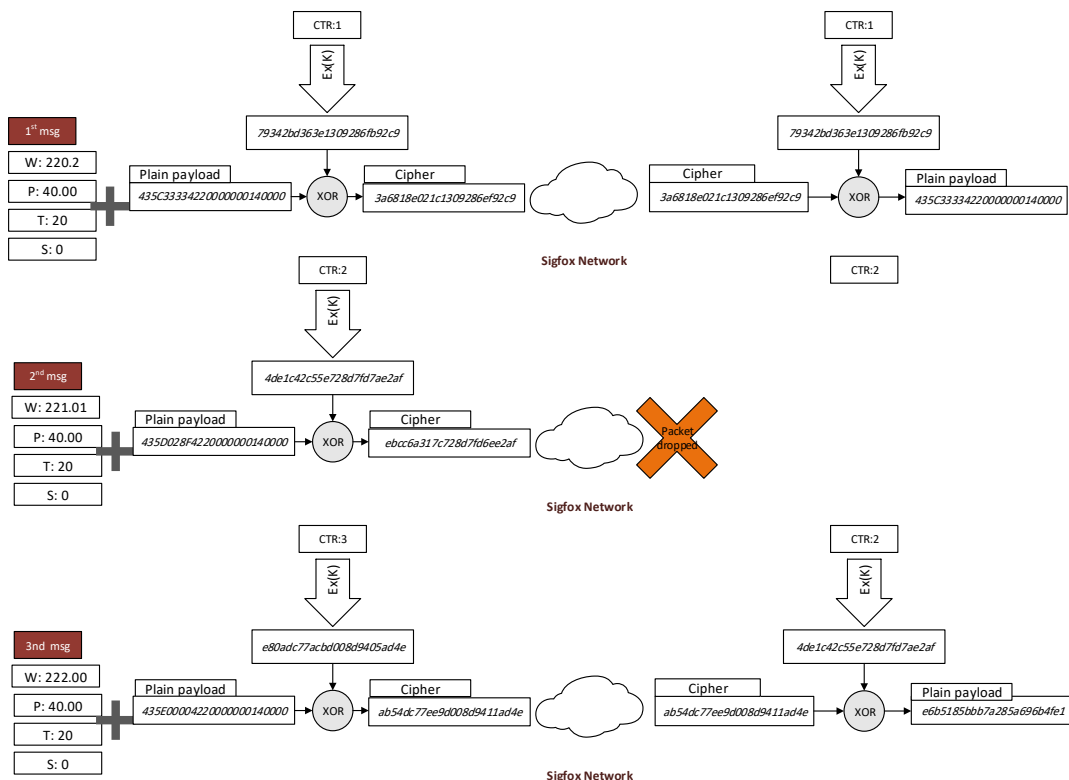 CTR:1
CTR:1
Ex(K)
Ex(K)
79342bd363e1309286fb92c9
79342bd363e1309286fb92c9
1st msg
W: 220.2
P: 40.00
T: 20
S: 0
Plain payload
435C33334220000000140000
XOR
Cipher
3a6818e021c1309286ef92c9
Cipher
3a6818e021c1309286ef92c9
XOR
Plain payload
435C33334220000000140000
Sigfox Network
CTR:2
CTR:2
Ex(K)
4de1c42c55e728d7fd7ae2af
2nd msg
W: 221.01
P: 40.00
T: 20
S: 0
Plain payload
435D028F4220000000140000
XOR
Cipher
ebcc6a317c728d7fd6ee2af
Packet
dropped
Sigfox Network
CTR:3
CTR:2
Ex(K)
Ex(K)
e80adc77acbd008d9405ad4e
4de1c42c55e728d7fd7ae2af
3nd msg
W: 222.00
P: 40.00
T: 20
S: 0
Plain payload
435E00004220000000140000
XOR
Cipher
ab54dc77ee9d008d9411ad4e
Cipher
ab54dc77ee9d008d9411ad4e
XOR
Plain payload
e6b5185bbb7a285a696b4fe1
Sigfox Network